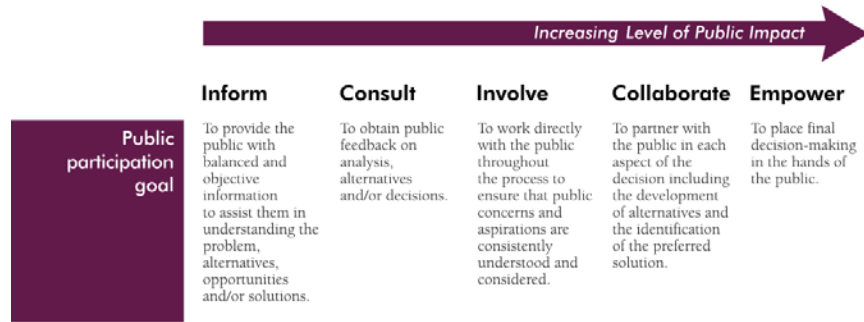 Increasing Level of Public Impact
Inform
Consult
Involve
Collaborate
Empower
Public
participation
goal
To provide the
public with
balanced and
objective
information
to assist them in
understanding the
problem,
alternatives,
opportunities
and/or solutions.
To obtain public
feedback on
analysis,
alternatives
and/or decisions.
To work directly
with the public
throughout
the process to
ensure that public
concerns and
aspirations are
consistently
understood and
considered.
To partner with
the public in each
aspect of the
decision including
the development
of alternatives and
the identification
of the preferred
solution.
To place final
decision-making
in the hands of
the public.